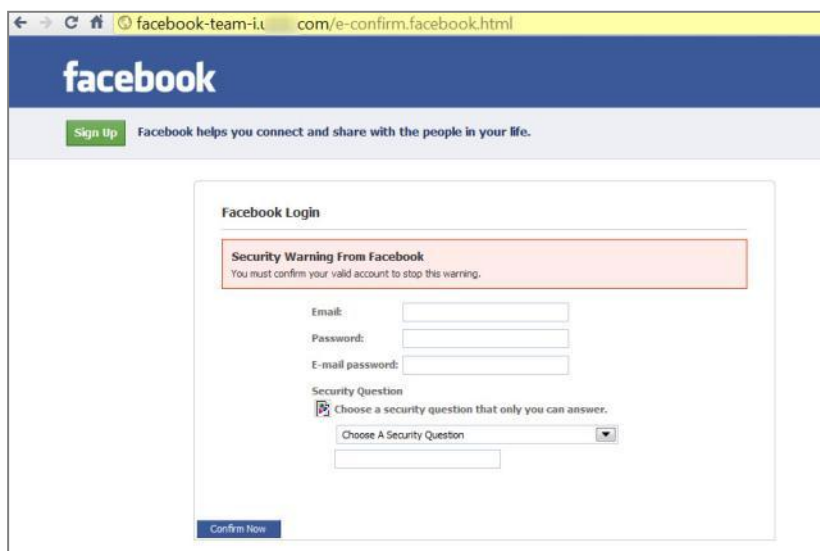 facebook-team-i. com/e-confirm.facebook.html
facebook
Sign Up Facebook helps you connect and share with the people in your life.
Facebook Login
Security Warning From Facebook
You must confirm your valid account to stop this warning.
Email:
Password:
E-mail password:
Security Question
Choose a security question that only you can answer.
Choose A Security Question
Confirm Now